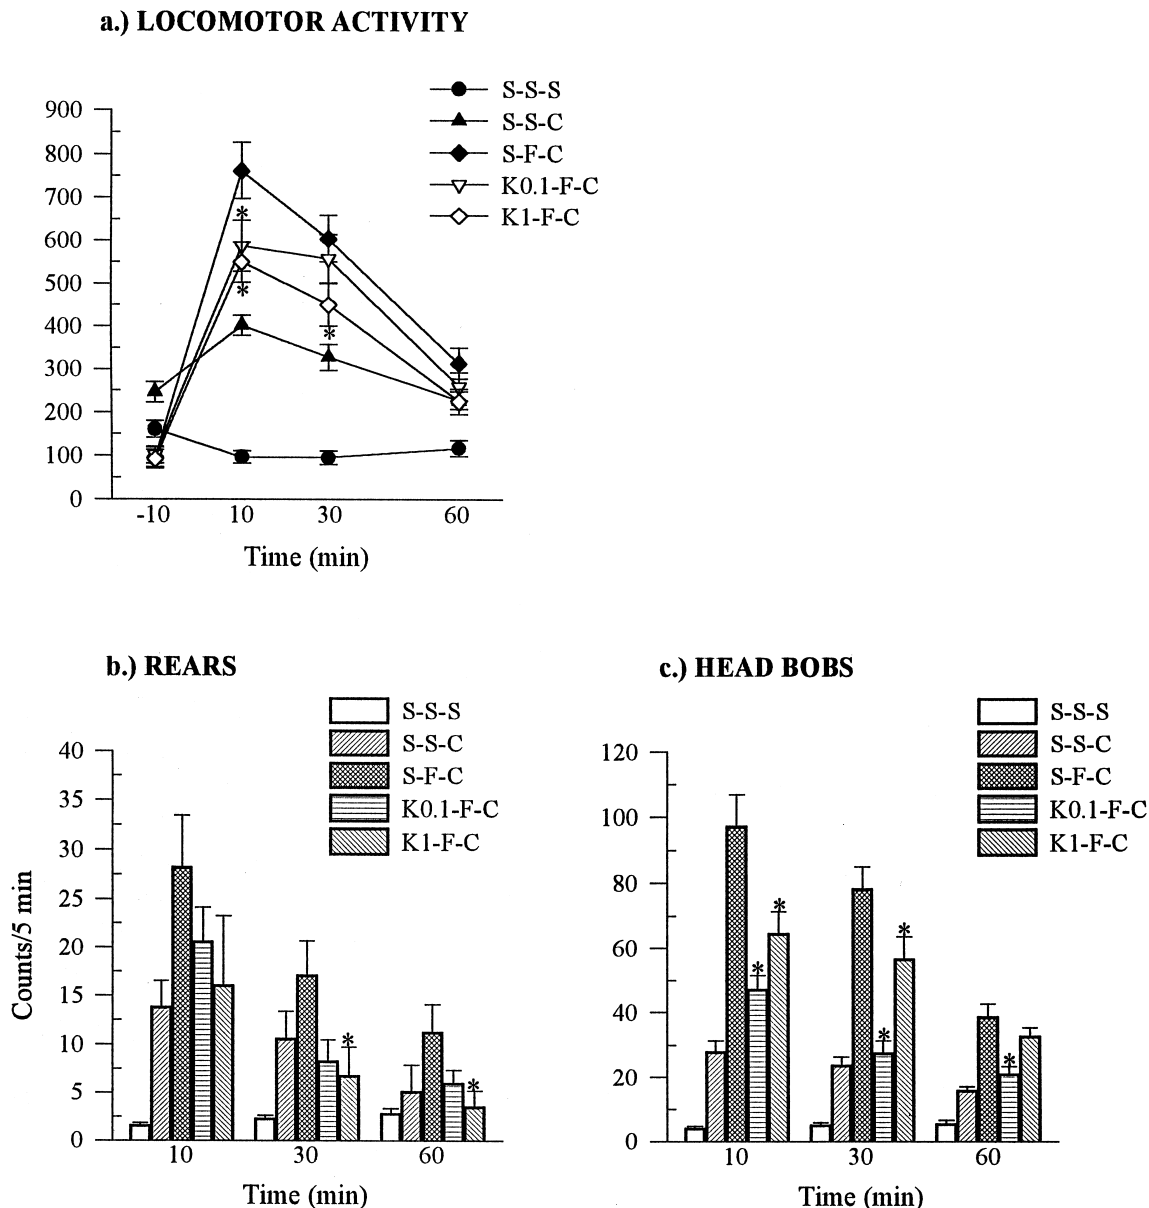 a.) LOCOMOTOR ACTIVITY
S-S-S
S-S-C
S-F-C
K0.1-F-C
K1-F-C
900
800
700
600
500
400
300
200
100
0
*
*
*
-10 10 30 60
Time (min)
b.) REARS
S-S-S
S-S-C
S-F-C
K0.1-F-C
K1-F-C
Counts/5 min
40
35
30
25
20
15
10
5
0
*
*
10 30 60
Time (min)
c.) HEAD BOBS
S-S-S
S-S-C
S-F-C
K0.1-F-C
K1-F-C
120
100
80
60
40
20
0
*
*
*
*
*
10 30 60
Time (min)